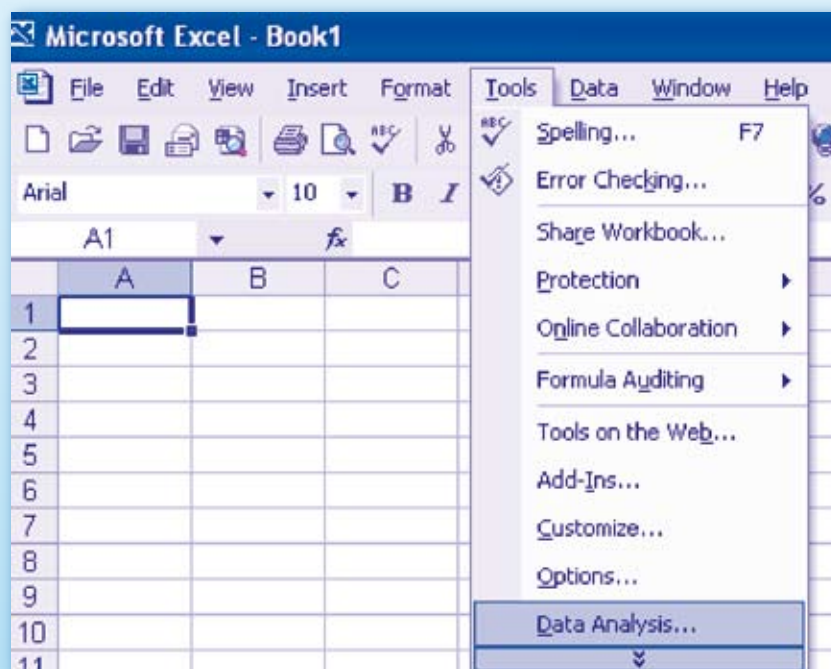 Microsoft Excel - Book1
File Edit View Insert Format Tools Data Window Help
Arial 10 B I %
A1 fx
A B C
1
2
3
4
5
6
7
8
9
10
11
ABC Spelling... F7
Error Checking...
Share Workbook...
Protection
Online Collaboration
Formula Auditing
Tools on the Web...
Add-Ins...
Customize...
Options...
Data Analysis...